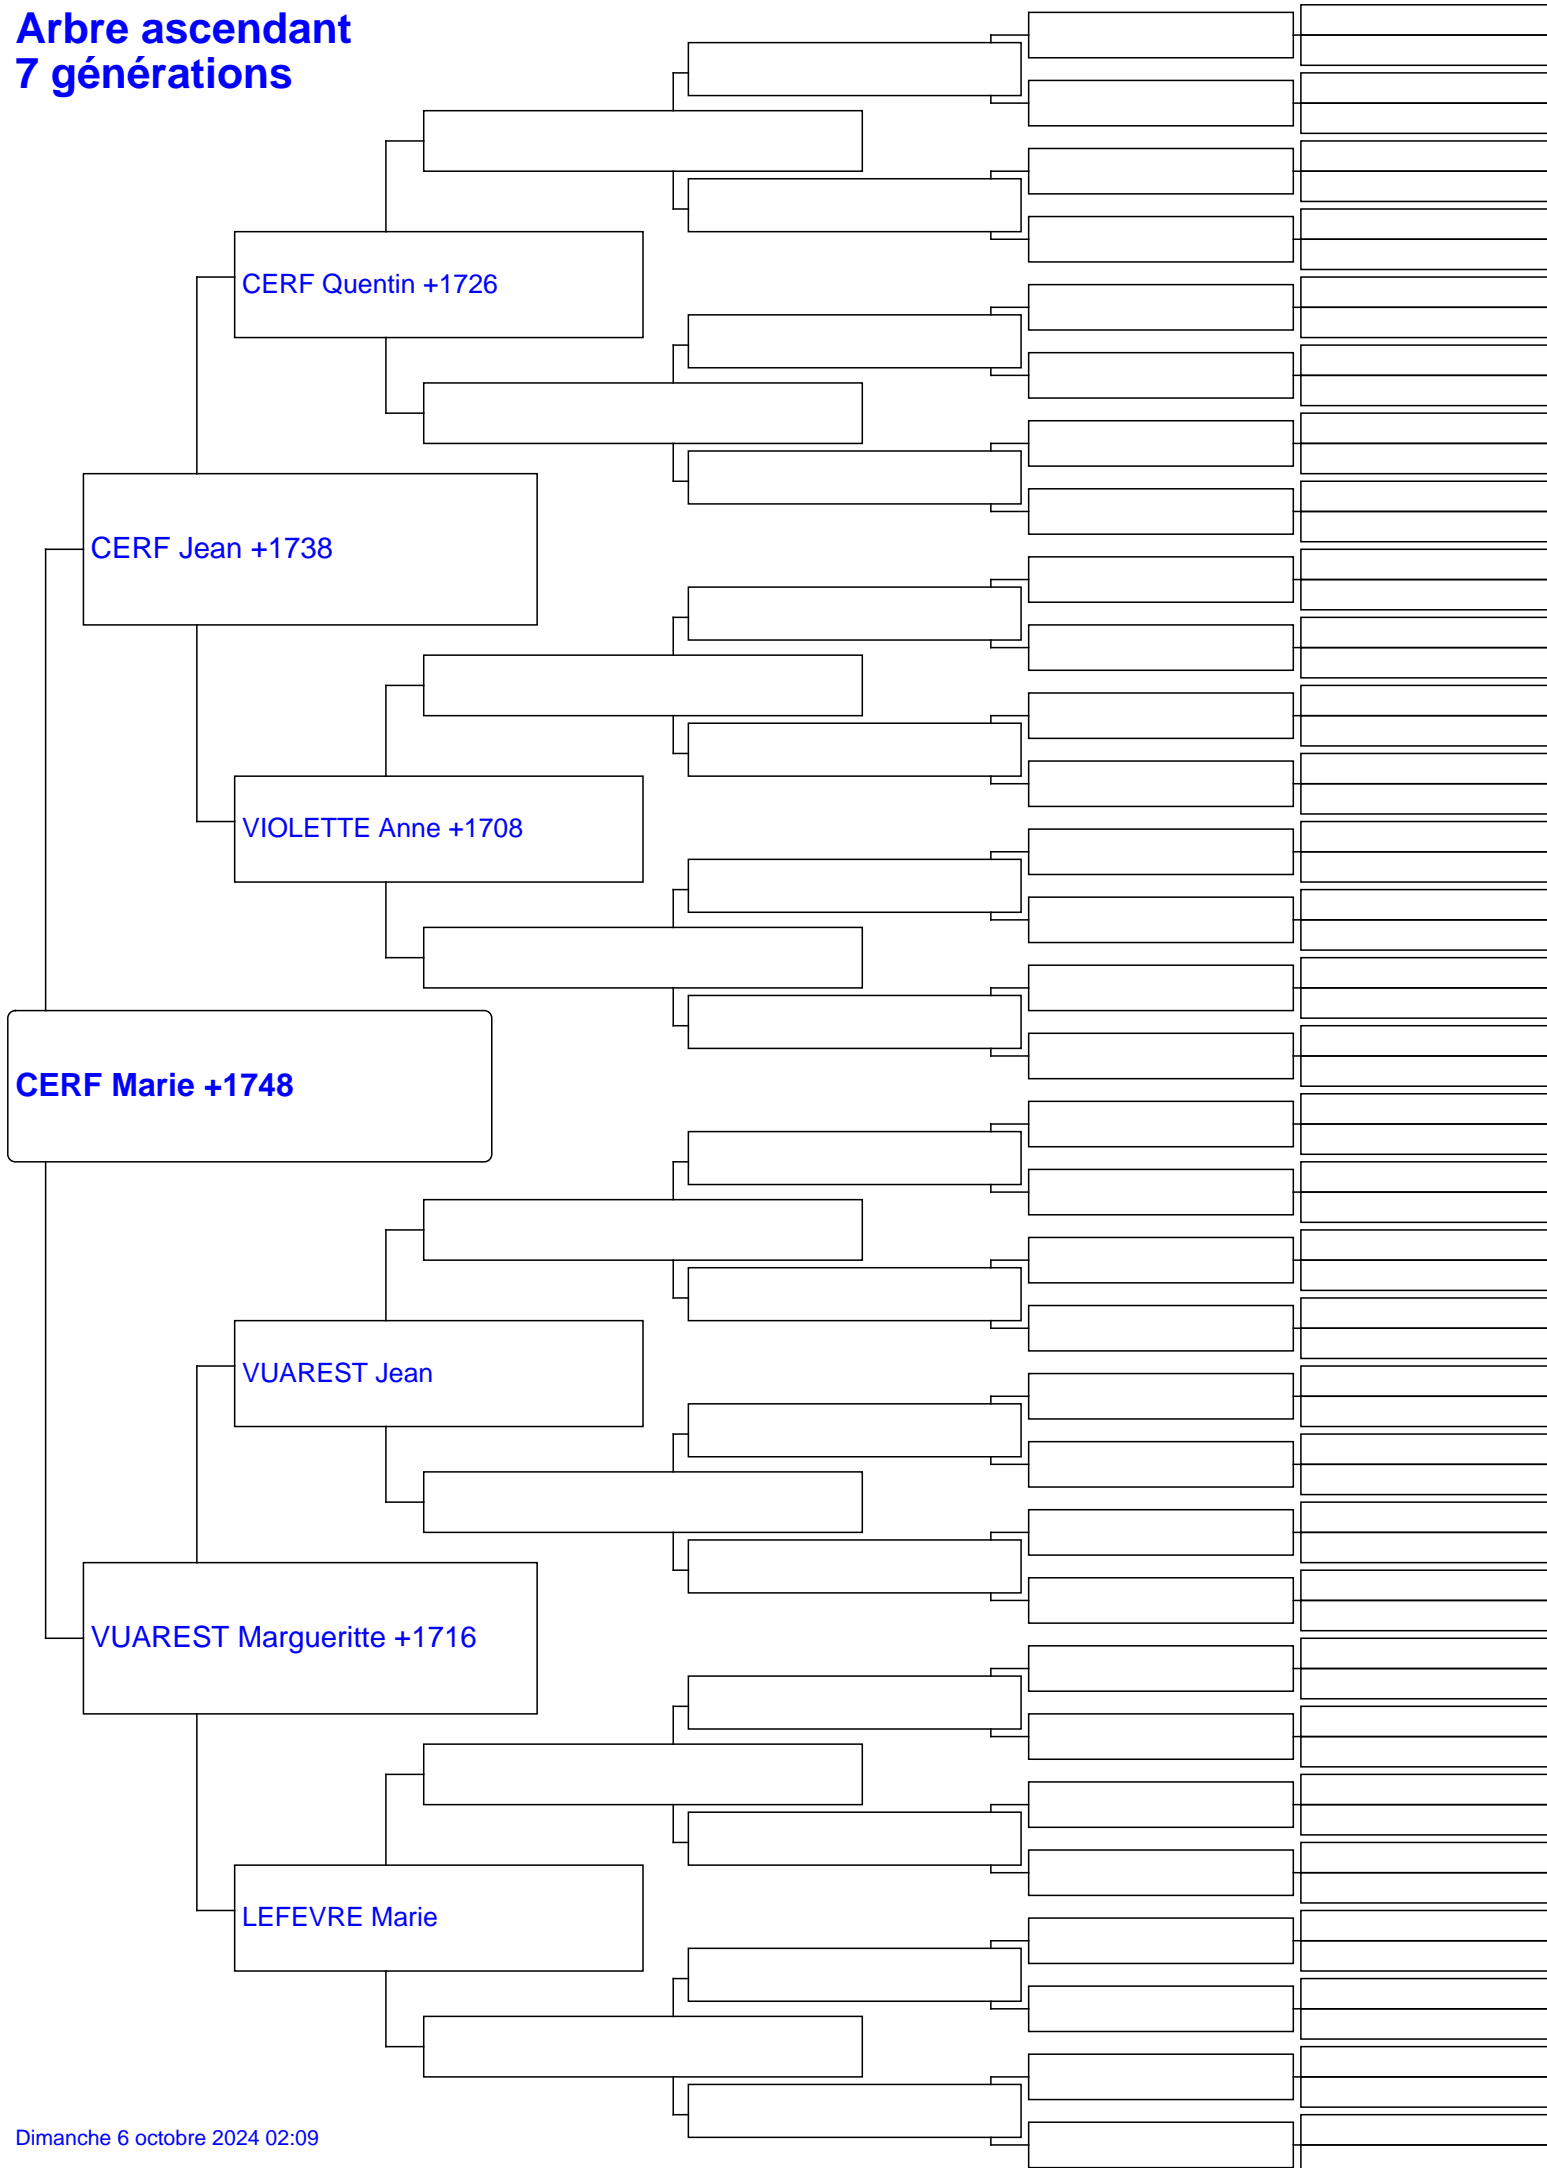 Arbre ascendant
7 générations
CERF Quentin +1726
CERF Jean +1738
VIOLETTE Anne +1708
CERF Marie +1748
VUAREST Jean
VUAREST Margueritte +1716
LEFEVRE Marie
Dimanche 6 octobre 2024 02:09